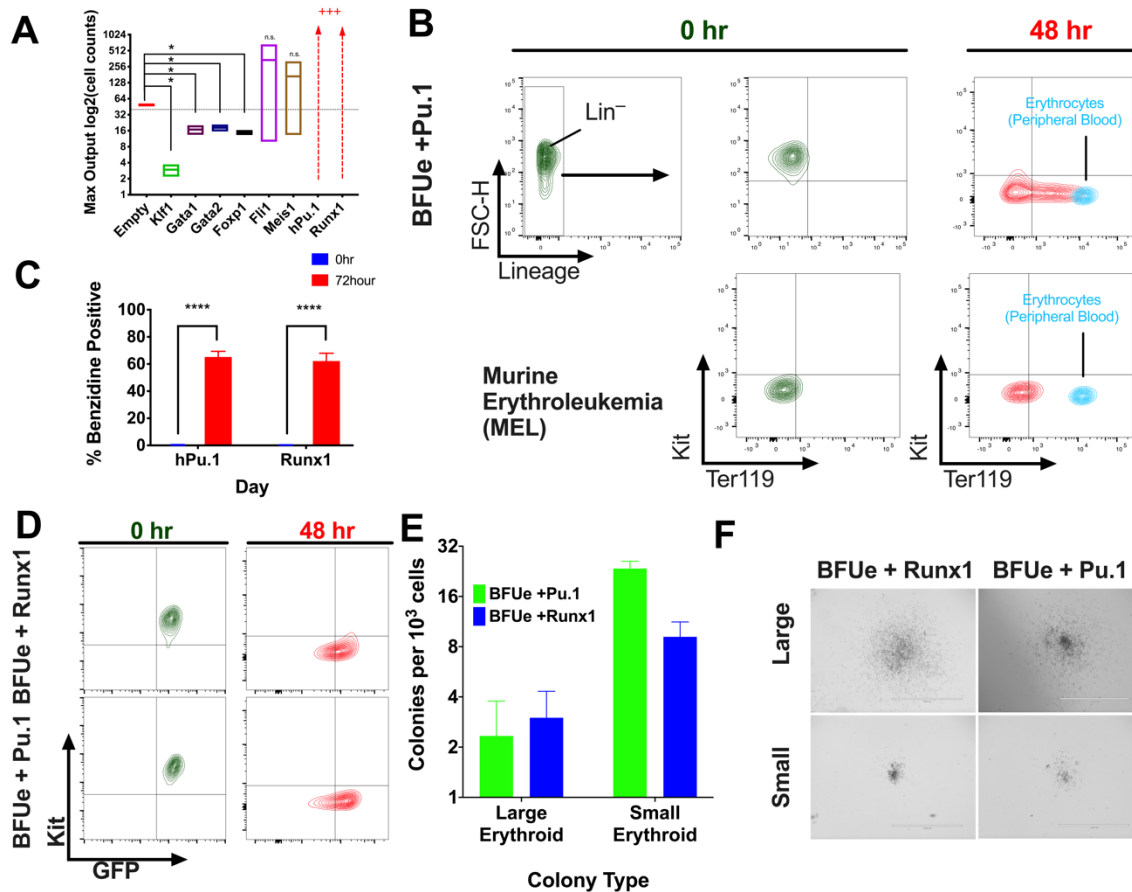 A
Max Output log2(cell counts)
1024
512
256
128
64
32
16
8
4
2
1
*
*
*
*
n.s.
n.s.
+++
Empty
Klf1
Gata1
Gata2
Foxp1
Fli1
Meis1
hPu.1
Runx1
B
0 hr
48 hr
BFUe +Pu.1
Lin–
FSC-H
Lineage
Erythrocytes
(Peripheral Blood)
Murine
Erythroleukemia
(MEL)
Erythrocytes
(Peripheral Blood)
Kit
Ter119
Kit
Ter119
C
0hr
72hour
% Benzidine Positive
100
80
60
40
20
0
****
****
hPu.1
Runx1
Day
D
0 hr
48 hr
BFUe + Runx1
BFUe + Pu.1
Kit
GFP
E
Colonies per 10³ cells
32
16
8
4
2
1
BFUe +Pu.1
BFUe +Runx1
Large
Erythroid
Small
Erythroid
Colony Type
F
BFUe + Runx1
BFUe + Pu.1
Large
Small